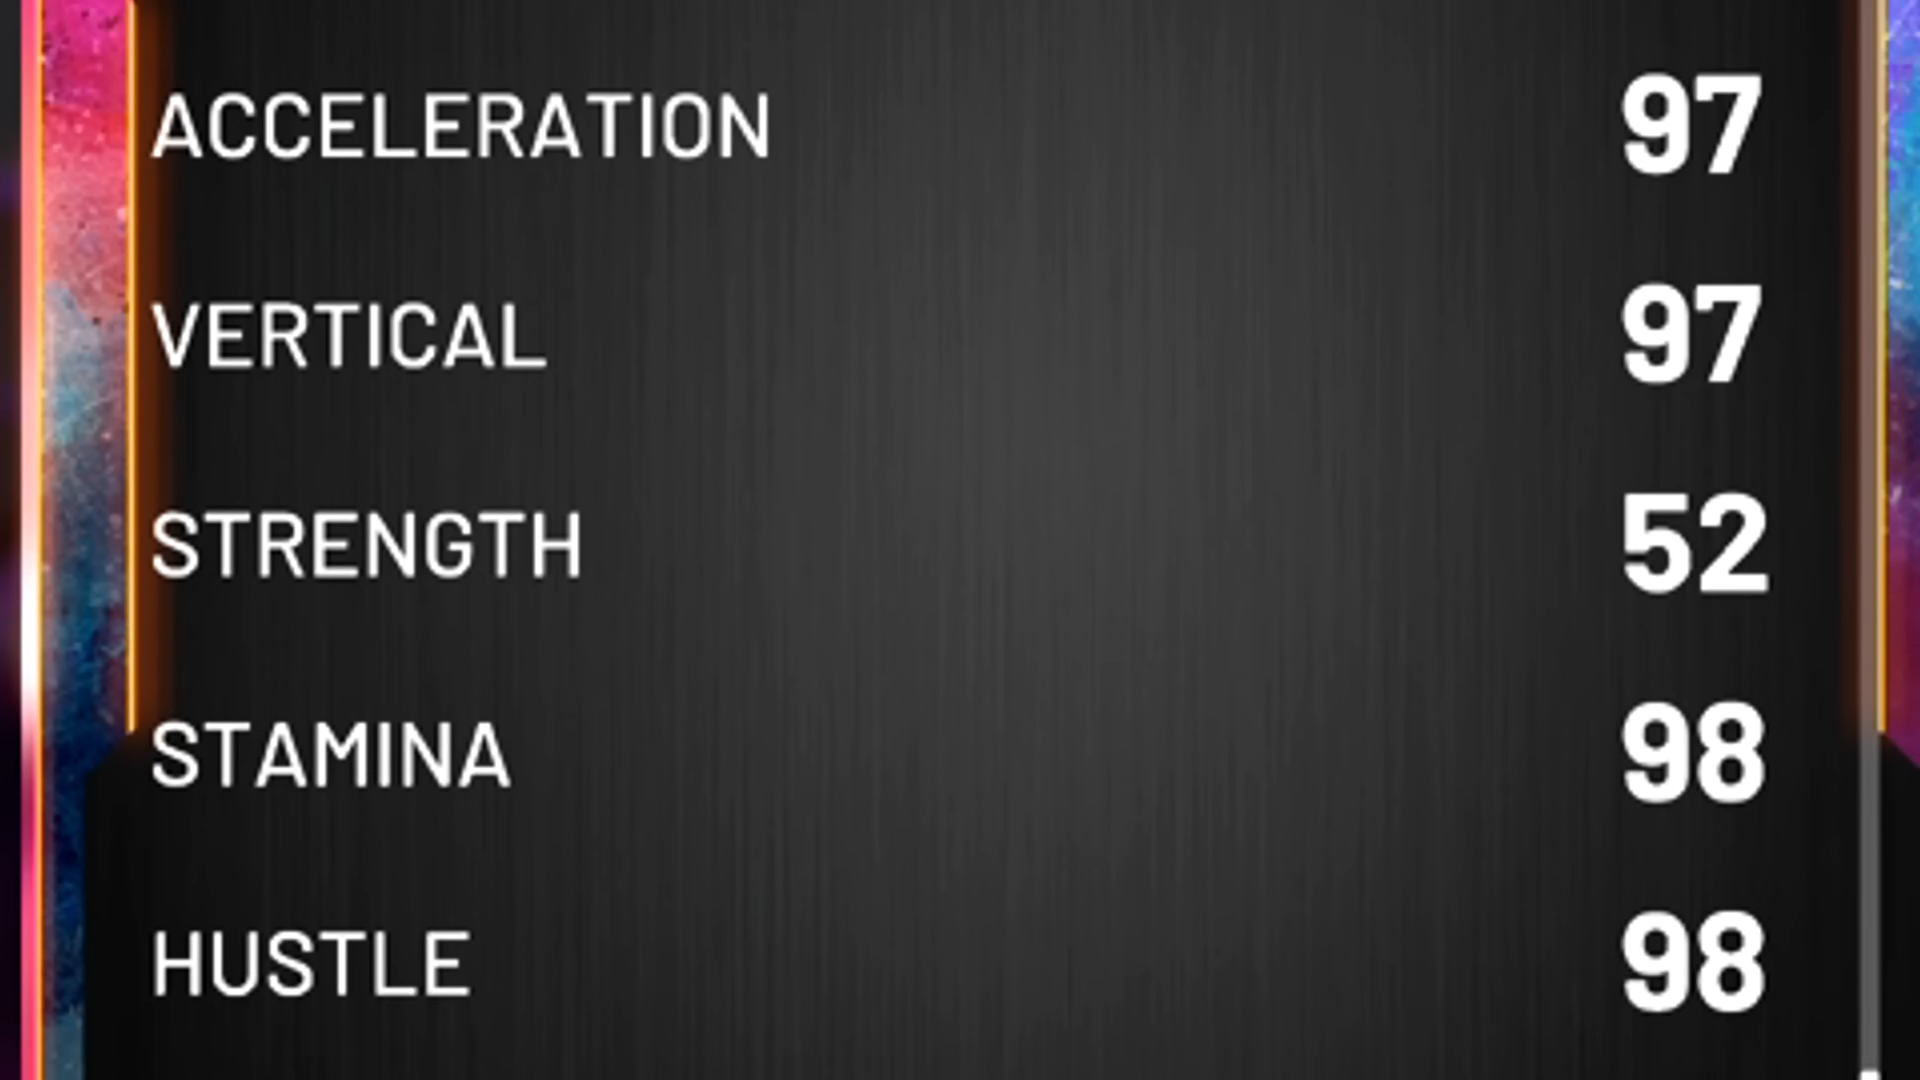 ACCELERATION 97
VERTICAL 97
STRENGTH 52
STAMINA 98
HUSTLE 98